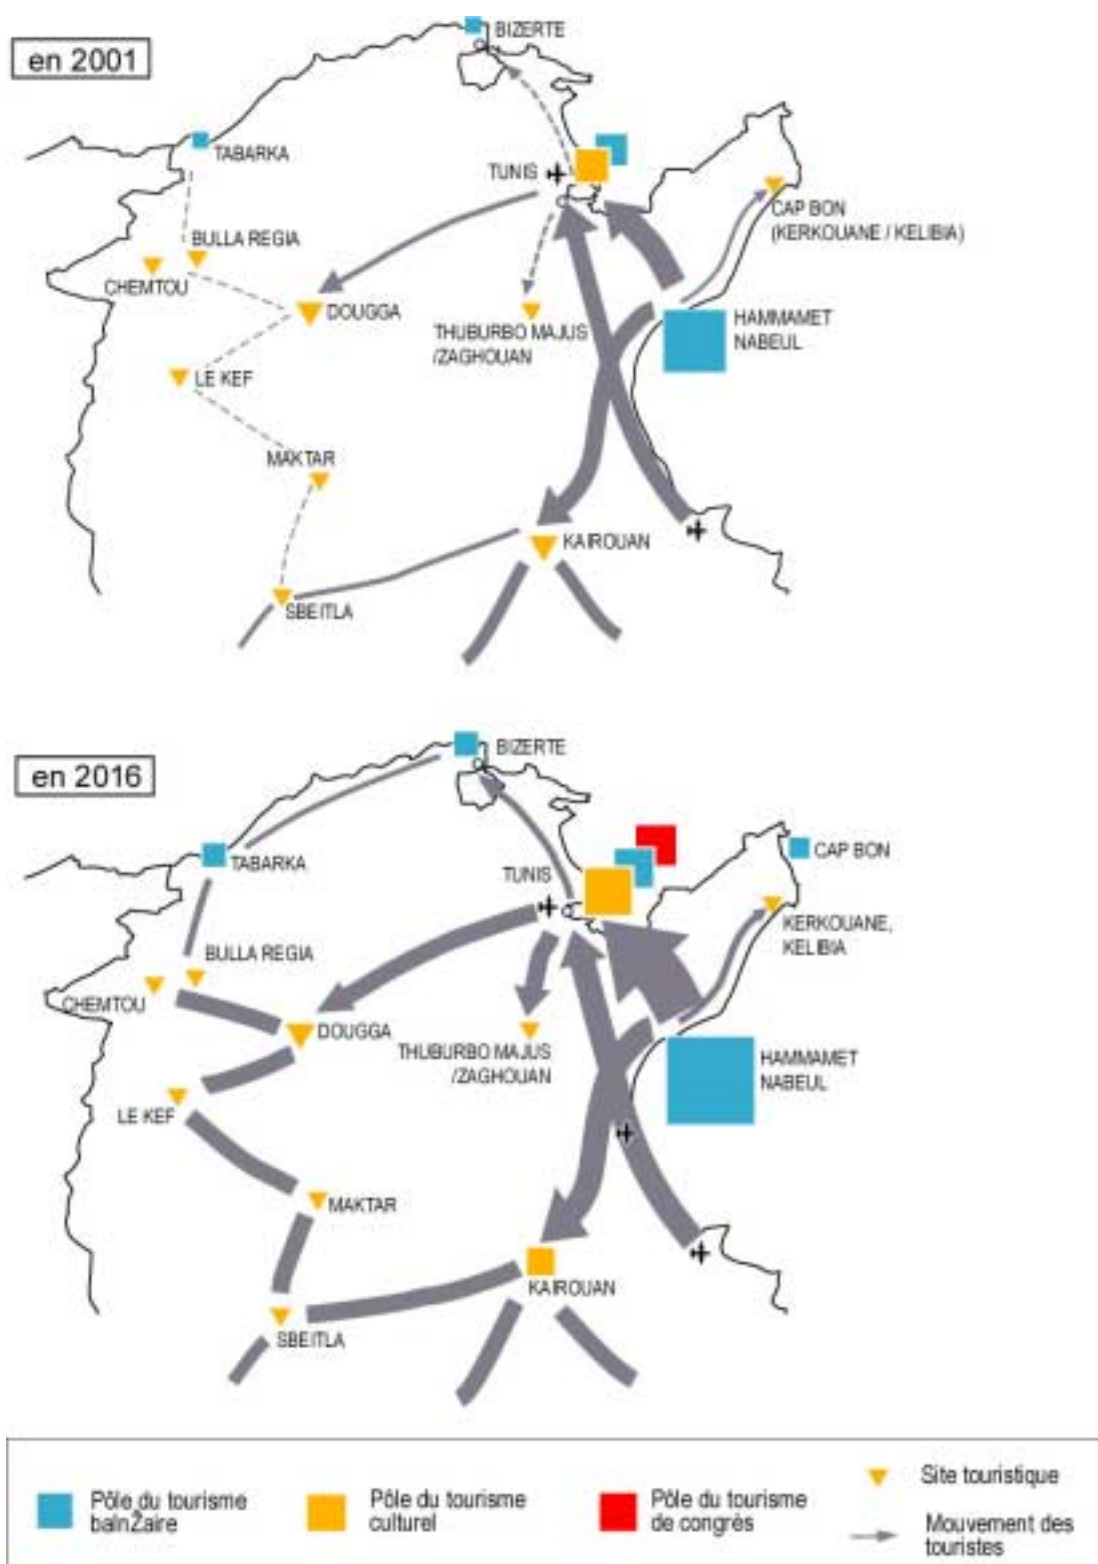 en 2001
BIZERTE
TABARKA
TUNIS
CAP BON
(KERKOUANE / KELIBIA)
BULLA REGIA
CHEMTOU
DOUGGA
THUBURBO MAJUS
/ZAGHOUAN
HAMMAMET
NABEUL
LE KEF
MAKTAR
KAIROUAN
SBEITLA
en 2016
BIZERTE
TABARKA
TUNIS
CAP BON
KERKOUANE,
KELIBIA
BULLA REGIA
CHEMTOU
DOUGGA
THUBURBO MAJUS
/ZAGHOUAN
HAMMAMET
NABEUL
LE KEF
MAKTAR
KAIROUAN
SBEITLA
Pôle du tourisme
balnŽaire
Pôle du tourisme
culturel
Pôle du tourisme
de congrès
Site touristique
Mouvement des
touristes